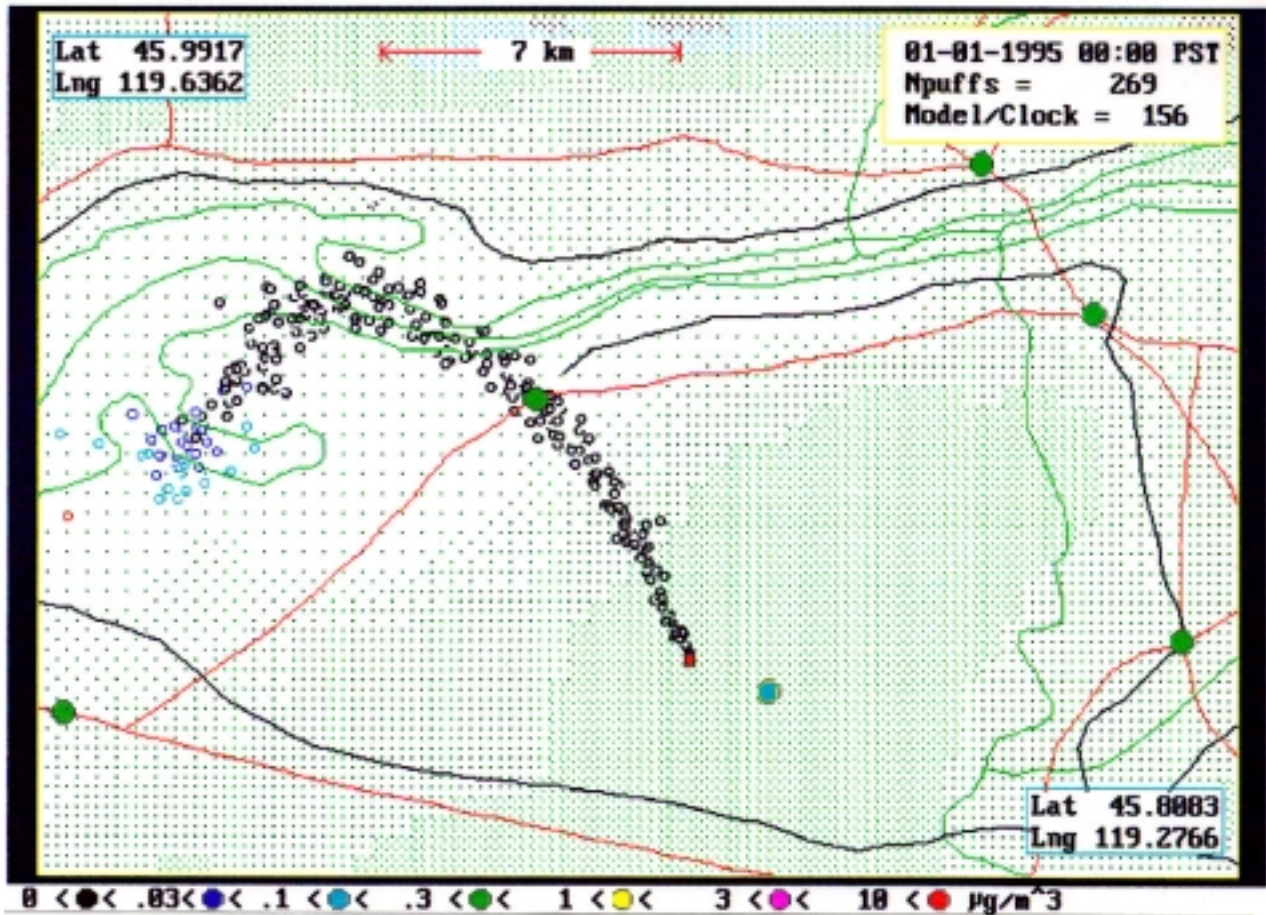 Lat 45.9917
Lng 119.6362
7 km
01-01-1995 00:00 PST
Npuffs = 269
Model/Clock = 156
Lat 45.8083
Lng 119.2766
0 < < .03< < .1 < < .3 < < 1 < < 3 < < 10 < µg/m^3